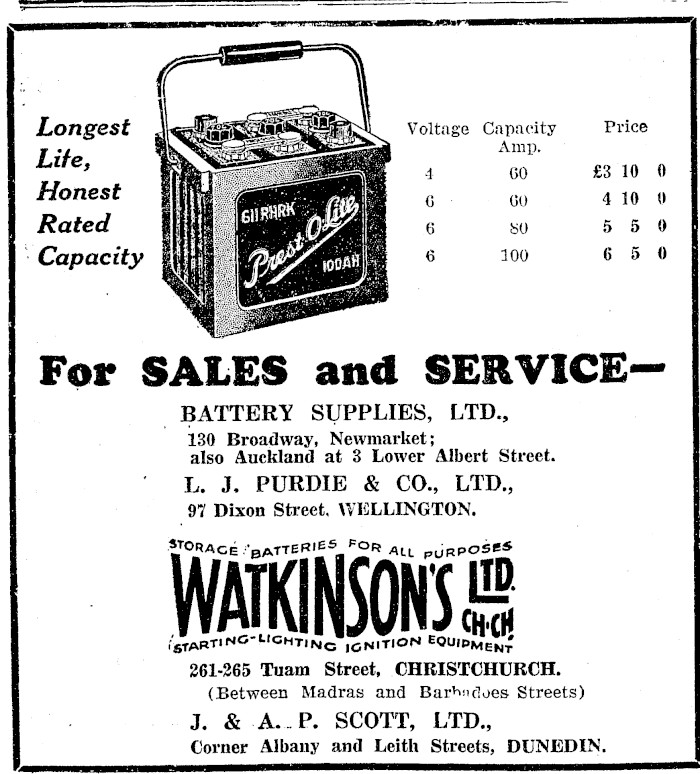 Longest
Life,
Honest
Rated
Capacity
611RHRK
Prest-O-Lite
100AH
Voltage Capacity Amp. Price
4 60 £3 10 0
6 60 4 10 0
6 80 5 5 0
6 100 6 5 0
For SALES and SERVICE—
BATTERY SUPPLIES, LTD.,
130 Broadway, Newmarket;
also Auckland at 3 Lower Albert Street.
L. J. PURDIE & CO., LTD.,
97 Dixon Street, WELLINGTON.
STORAGE BATTERIES FOR ALL PURPOSES
WATKINSON'S LTD.
CH·CH.
STARTING-LIGHTING IGNITION EQUIPMENT
261-265 Tuam Street, CHRISTCHURCH.
(Between Madras and Barbadoes Streets)
J. & A. P. SCOTT, LTD.,
Corner Albany and Leith Streets, DUNEDIN.